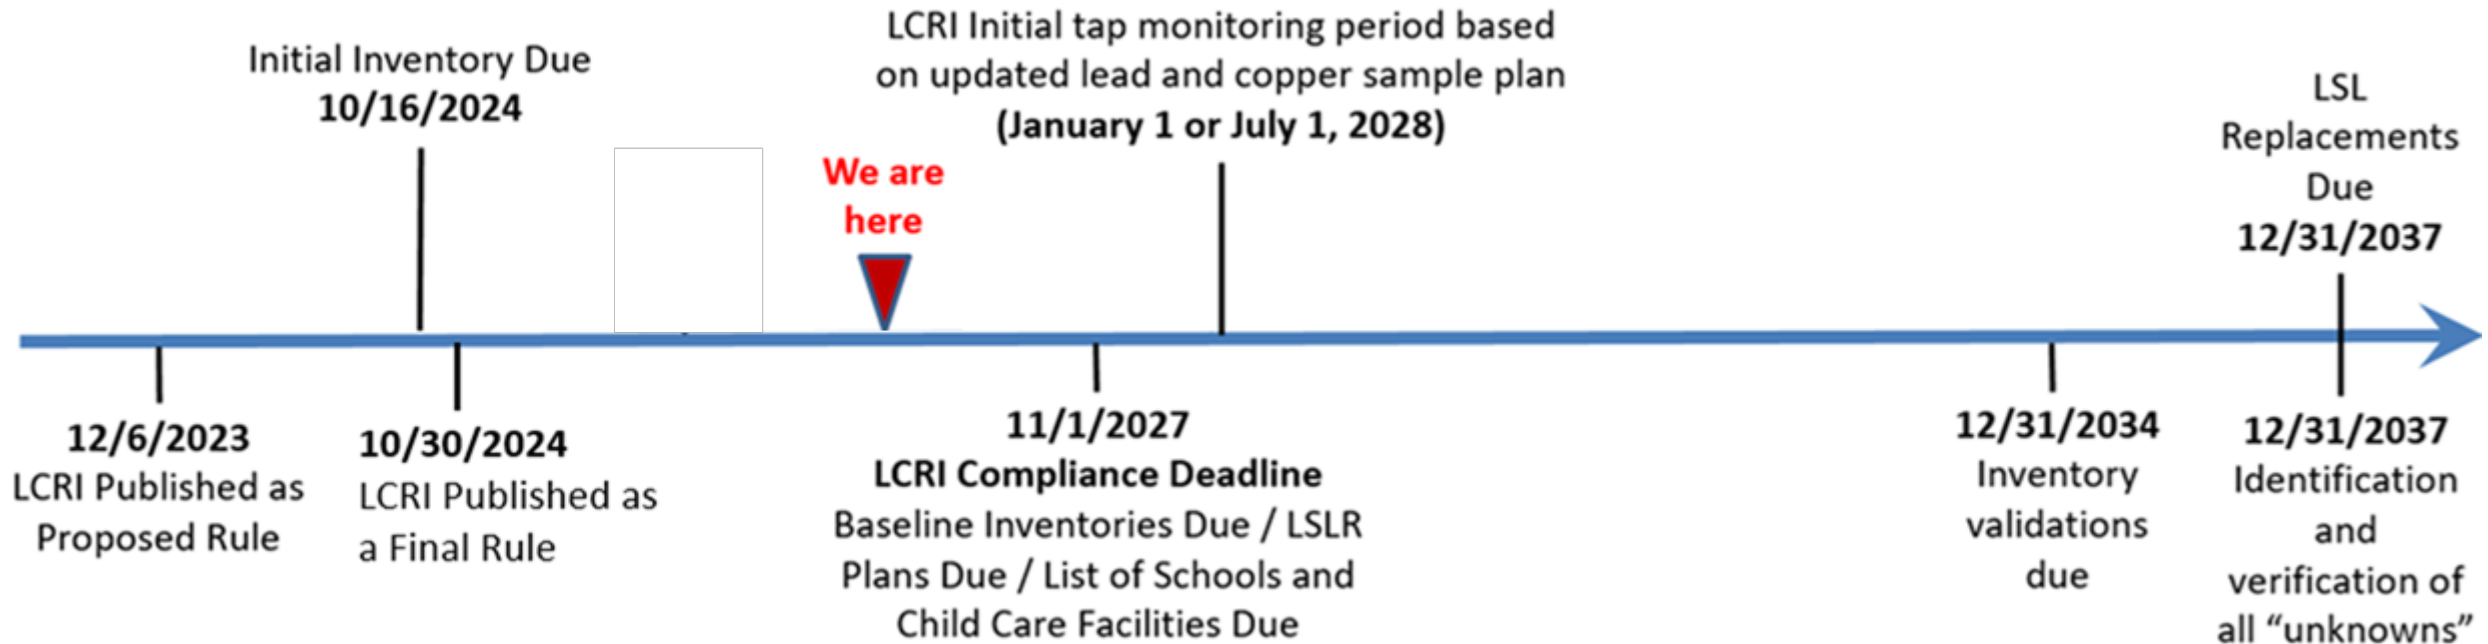 Initial Inventory Due
10/16/2024
We are
here
LCRI Initial tap monitoring period based
on updated lead and copper sample plan
(January 1 or July 1, 2028)
LSL
Replacements
Due
12/31/2037
12/6/2023
LCRI Published as
Proposed Rule
10/30/2024
LCRI Published as
a Final Rule
11/1/2027
LCRI Compliance Deadline
Baseline Inventories Due / LSLR
Plans Due / List of Schools and
Child Care Facilities Due
12/31/2034
Inventory
validations
due
12/31/2037
Identification
and
verification of
all “unknowns”